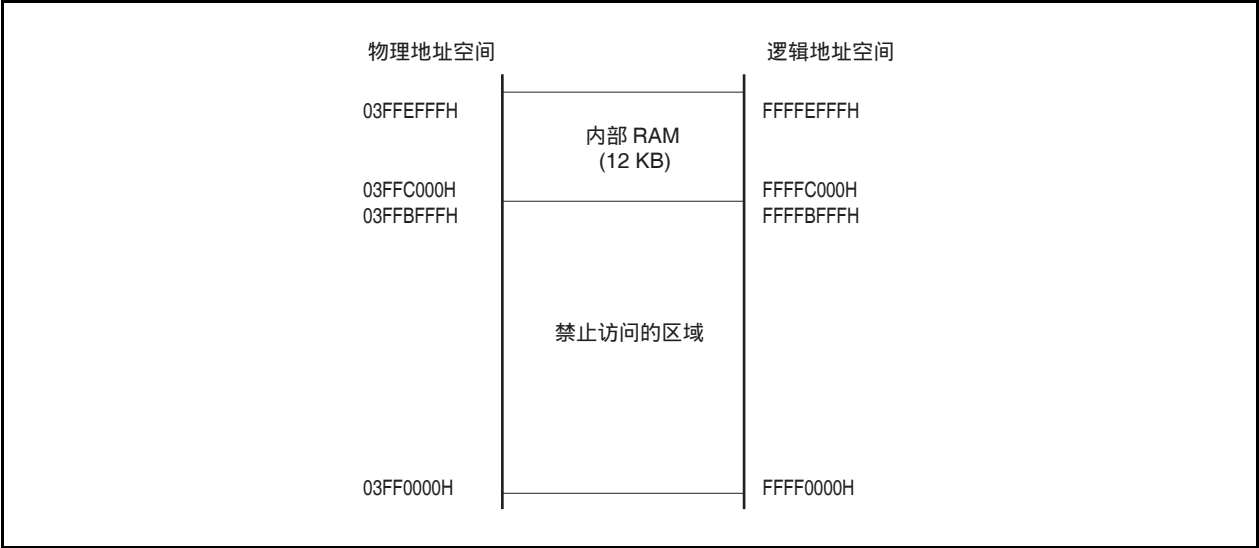 物理地址空间 逻辑地址空间
03FFEFFFH FFFFEFFFH
内部 RAM
(12 KB)
03FFC000H FFFFC000H
03FFBFFFH FFFFBFFFH
禁止访问的区域
03FF0000H FFFF0000H